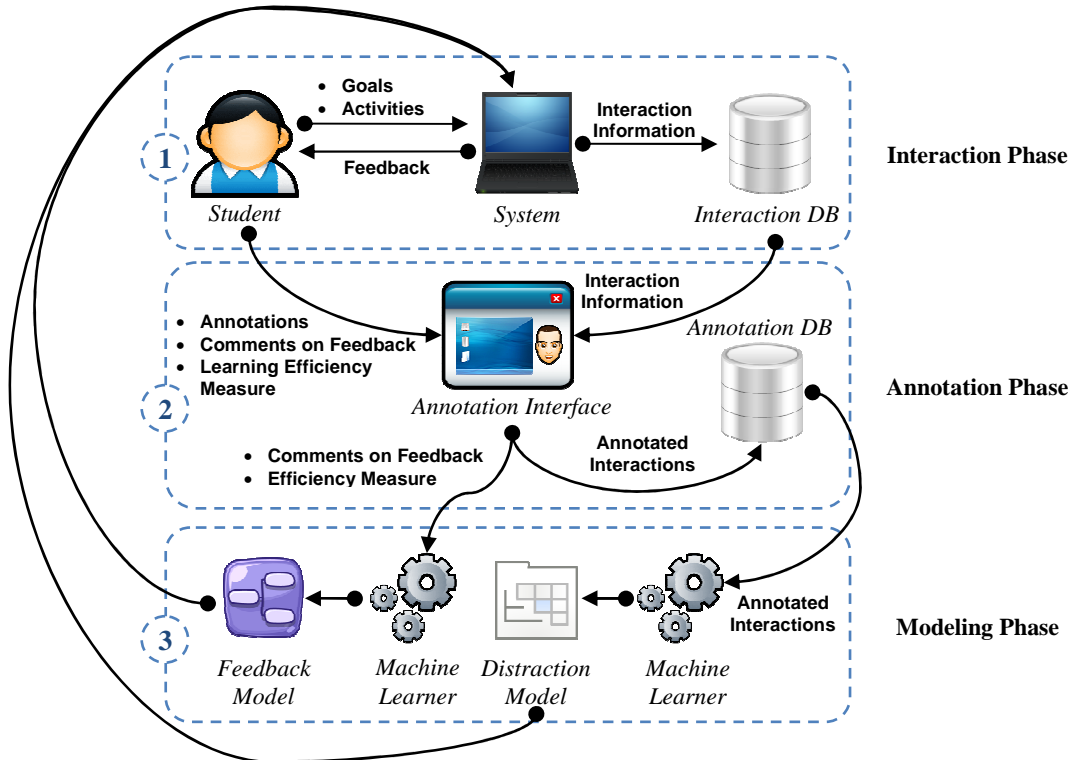 • Goals
• Activities
Feedback
Interaction
Information
1
Student
System
Interaction DB
Interaction Phase
Interaction
Information
• Annotations
• Comments on Feedback
• Learning Efficiency
Measure
Annotation DB
2
Annotation Interface
Annotation Phase
• Comments on Feedback
• Efficiency Measure
Annotated
Interactions
Annotated
Interactions
3
Feedback
Model
Machine
Learner
Distraction
Model
Machine
Learner
Modeling Phase